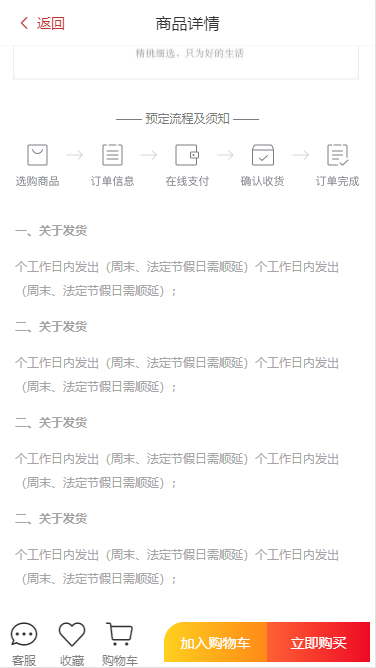 返回
商品详情
精挑细选、只为好的生活
预定流程及须知
选购商品
订单信息
在线支付
确认收货
订单完成
一、关于发货
个工作日内发出（周末、法定节假日需顺延）个工作日内发出
（周末、法定节假日需顺延）；
二、关于发货
个工作日内发出（周末、法定节假日需顺延）个工作日内发出
（周末、法定节假日需顺延）；
二、关于发货
个工作日内发出（周末、法定节假日需顺延）个工作日内发出
（周末、法定节假日需顺延）；
二、关于发货
个工作日内发出（周末、法定节假日需顺延）个工作日内发出
（周末、法定节假日需顺延）；
客服
收藏
购物车
加入购物车
立即购买